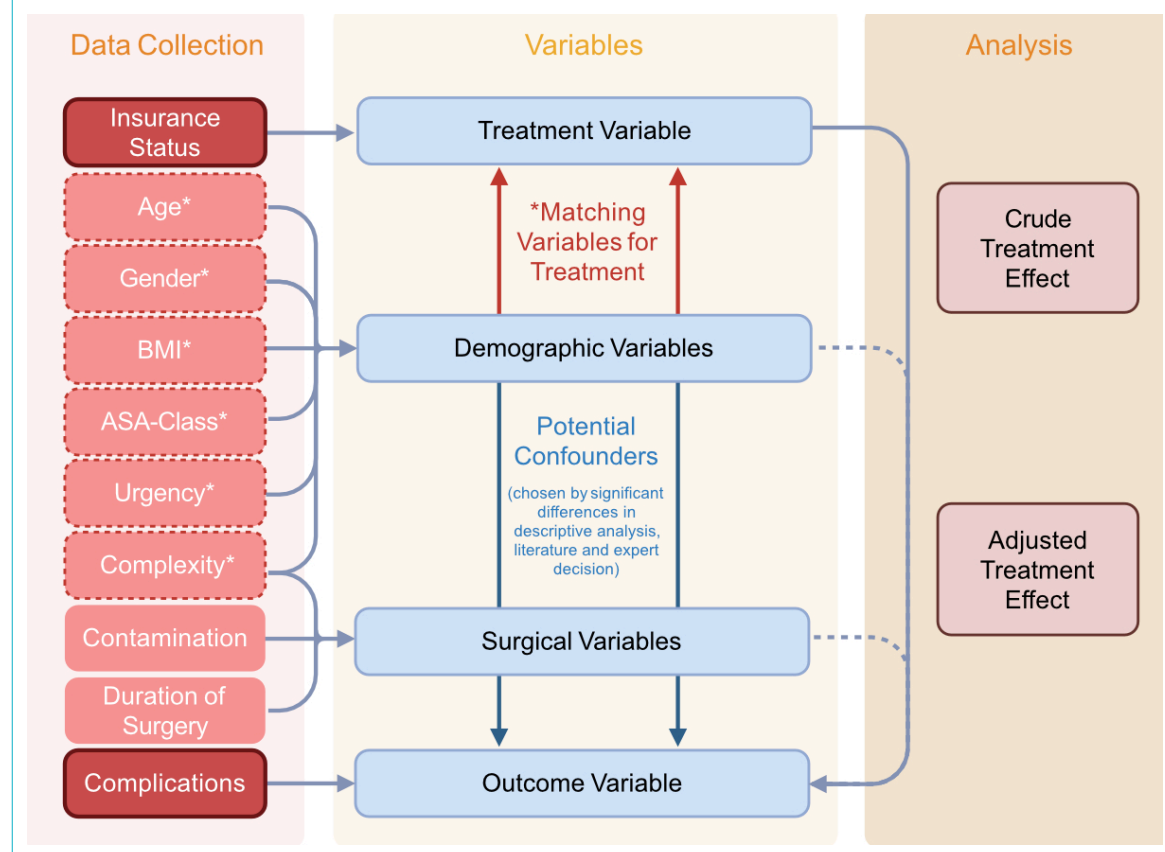 Data Collection
Variables
Analysis
Insurance
Status
Age*
Gender*
BMI*
ASA-Class*
Urgency*
Complexity*
Contamination
Duration of
Surgery
Complications
Treatment Variable
*Matching
Variables for
Treatment
Demographic Variables
Potential
Confounders
(chosen by significant
differences in
descriptive analysis,
literature and expert
decision)
Surgical Variables
Outcome Variable
Crude
Treatment
Effect
Adjusted
Treatment
Effect